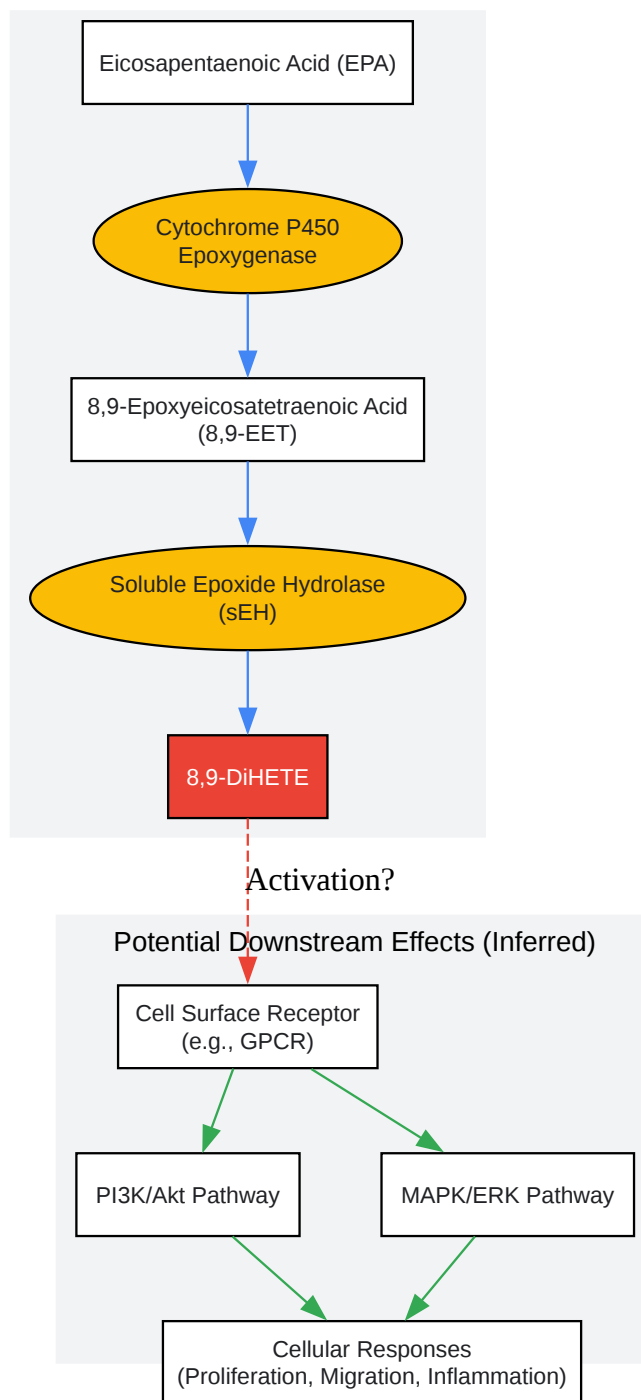 Eicosapentaenoic Acid (EPA)
Cytochrome P450
Epoxygenase
8,9-Epoxyeicosatetraenoic Acid
(8,9-EET)
Soluble Epoxide Hydrolase
(sEH)
8,9-DiHETE
Activation?
Potential Downstream Effects (Inferred)
Cell Surface Receptor
(e.g., GPCR)
PI3K/Akt Pathway
MAPK/ERK Pathway
Cellular Responses
(Proliferation, Migration, Inflammation)